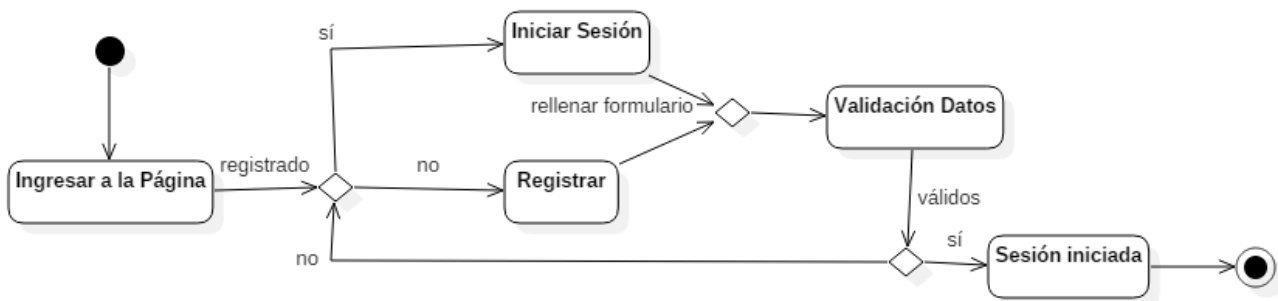 sí
Iniciar Sesión
rellenar formulario
Validación Datos
Ingresar a la Página
registrado
no
Registrar
válidos
no
sí
Sesión iniciada